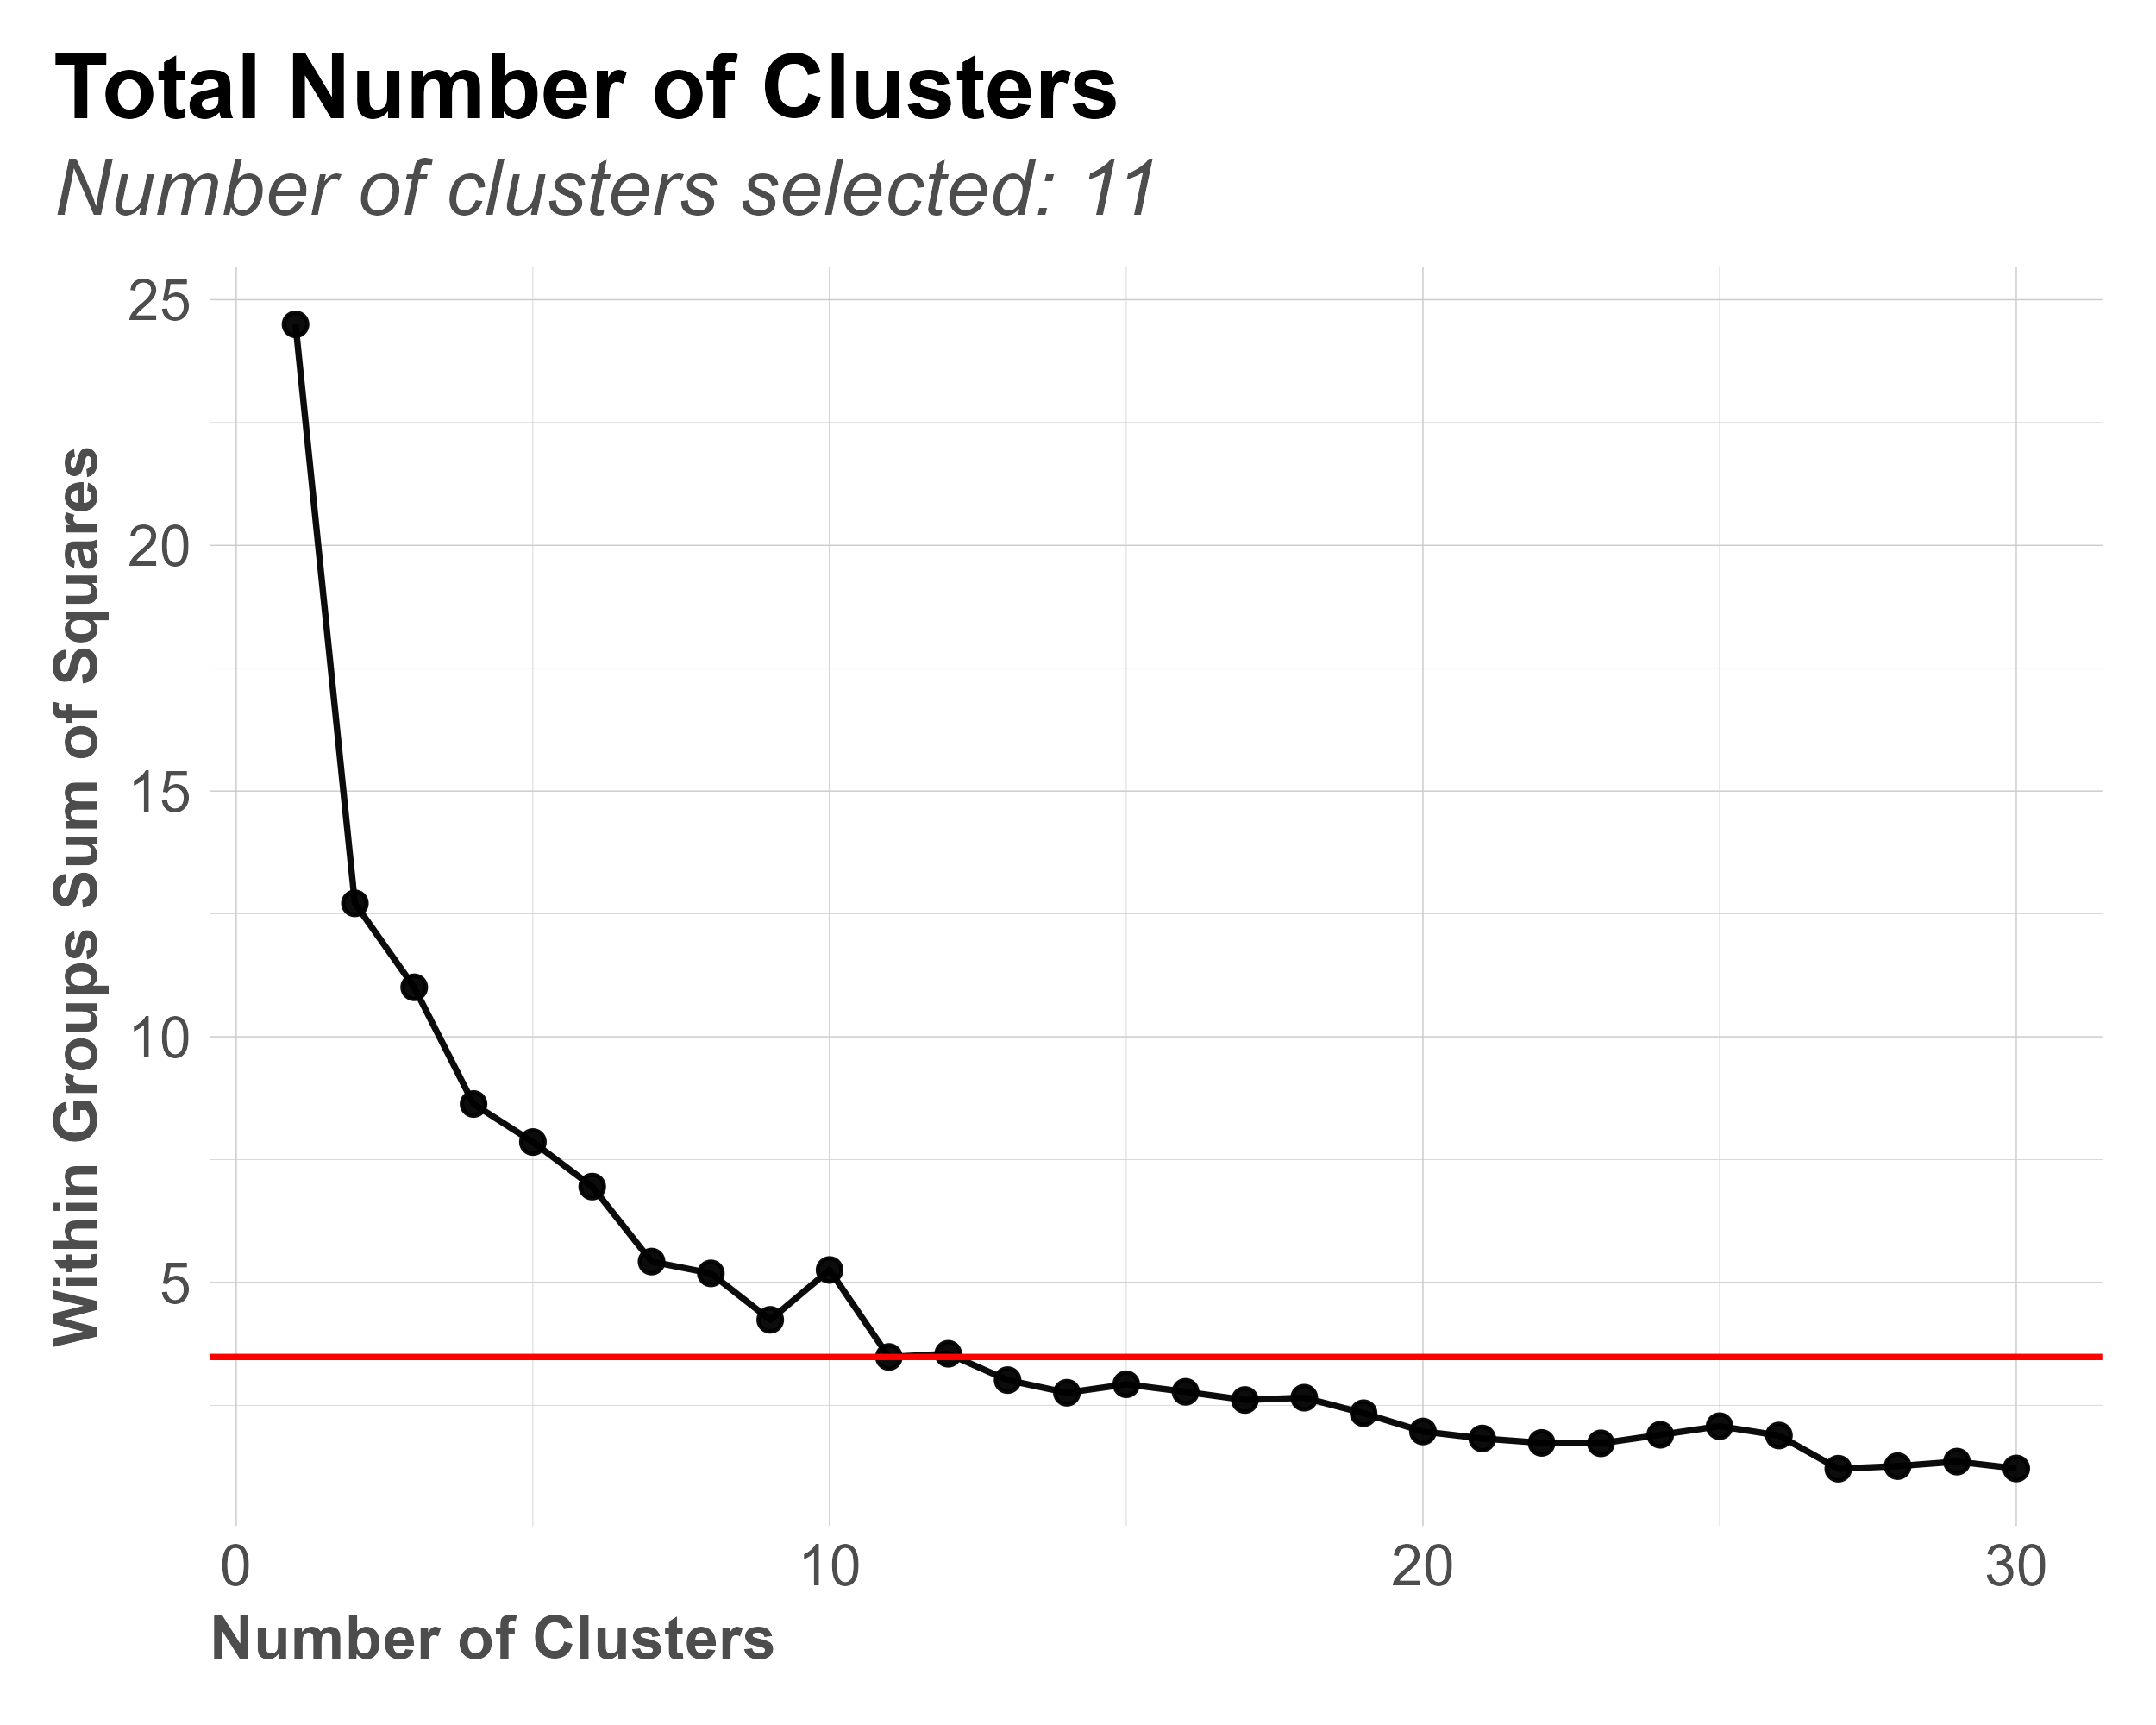 Total Number of Clusters
Number of clusters selected: 11
Within Groups Sum of Squares
25
20
15
10
5
0
10
20
30
Number of Clusters